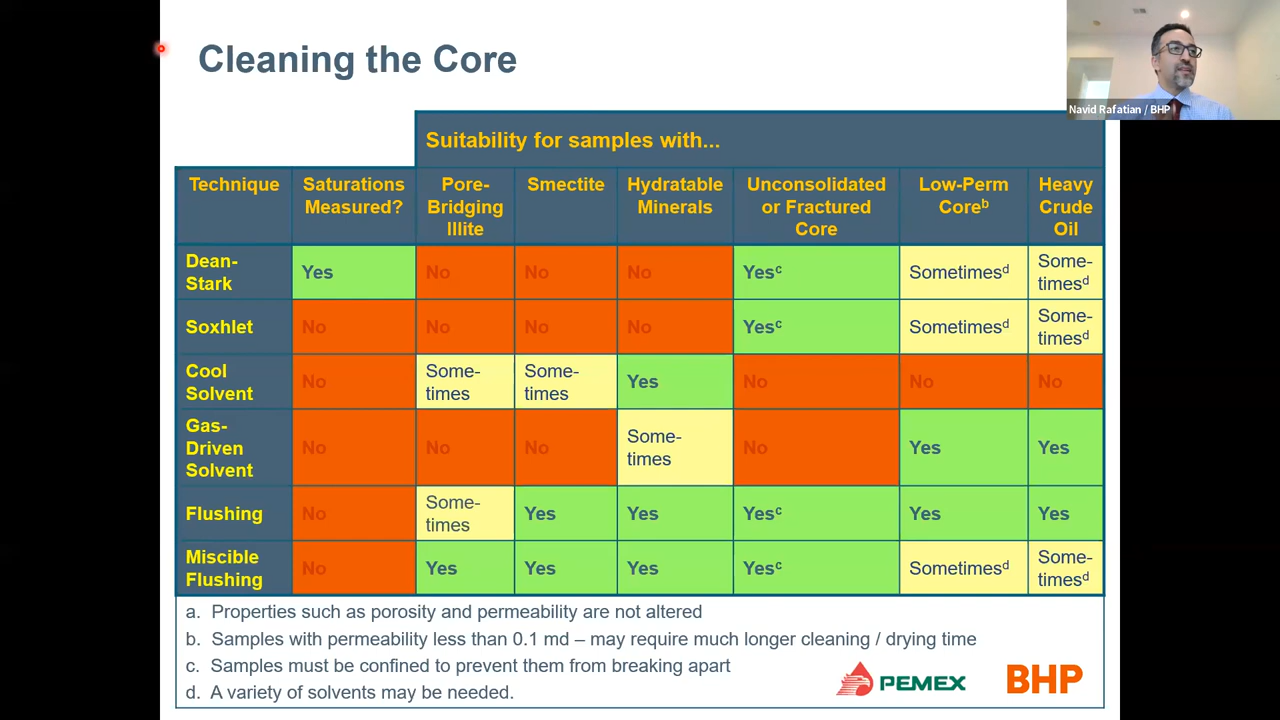 Cleaning the Core
Navid Rafatian / BHP
Suitability for samples with...
Technique
Saturations
Measured?
Pore-
Bridging
Illite
Smectite
Hydratable
Minerals
Unconsolidated
or Fractured
Core
Low-Perm
Coreᵇ
Heavy
Crude
Oil
Dean-
Stark
Yes
No
No
No
Yesᶜ
Sometimesᵈ
Some-
timesᵈ
Soxhlet
No
No
No
No
Yesᶜ
Sometimesᵈ
Some-
timesᵈ
Cool
Solvent
No
Some-
times
Some-
times
Yes
No
No
No
Gas-
Driven
Solvent
No
No
No
Some-
times
No
Yes
Yes
Flushing
No
Some-
times
Yes
Yes
Yesᶜ
Yes
Yes
Miscible
Flushing
No
Yes
Yes
Yes
Yesᶜ
Sometimesᵈ
Some-
timesᵈ
a. Properties such as porosity and permeability are not altered
b. Samples with permeability less than 0.1 md – may require much longer cleaning / drying time
c. Samples must be confined to prevent them from breaking apart
d. A variety of solvents may be needed.
PEMEX
BHP